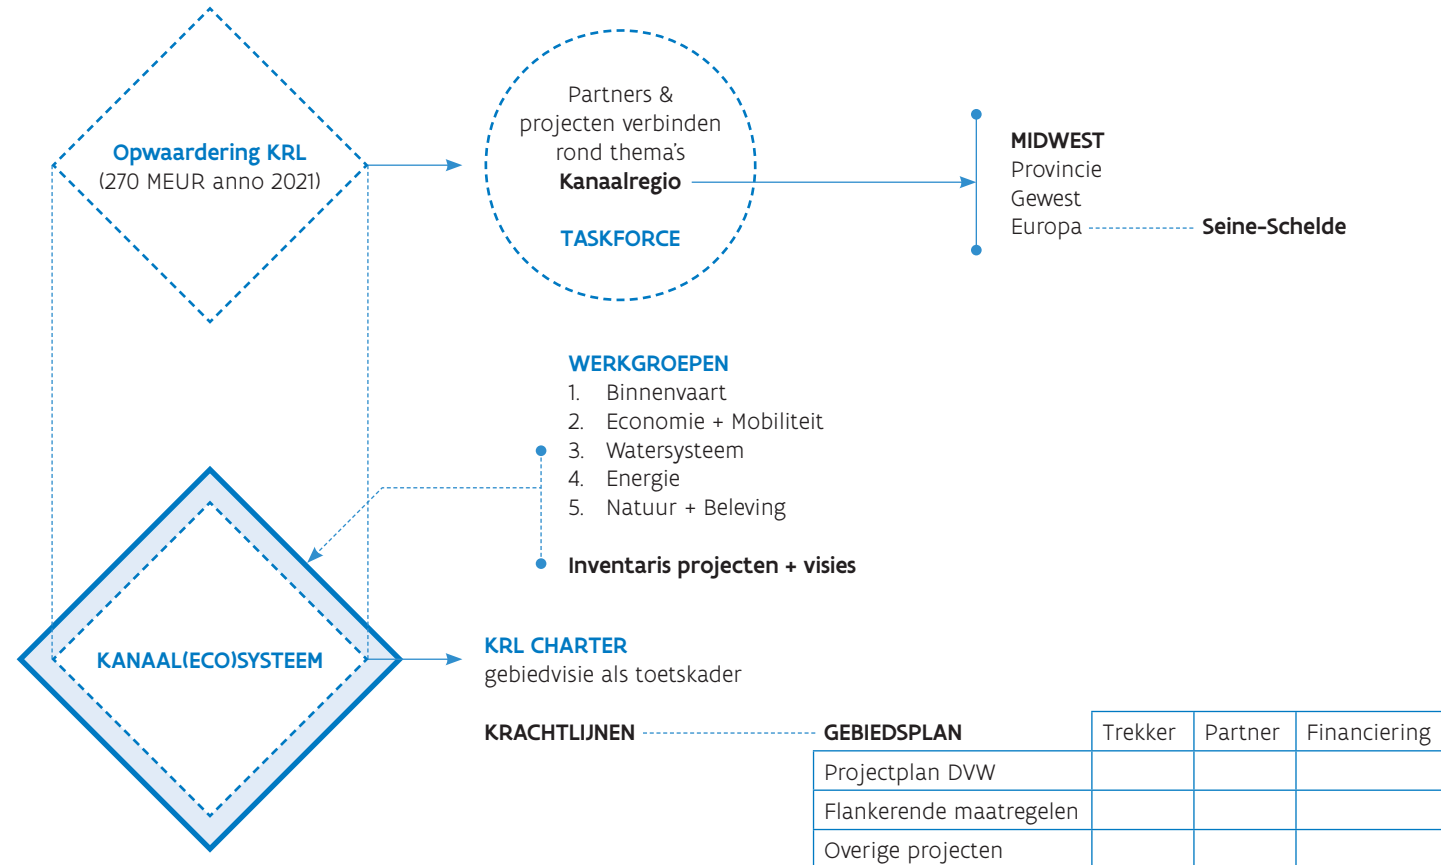 Opwaardering KRL
(270 MEUR anno 2021)
Partners &
projecten verbinden
rond thema's
Kanaalregio
TASKFORCE
MIDWEST
Provincie
Gewest
Europa
Seine-Schelde
WERKGROEPEN
1. Binnenvaart
2. Economie + Mobiliteit
3. Watersysteem
4. Energie
5. Natuur + Beleving
Inventaris projecten + visies
KANAAL(ECO)SYSTEEM
KRL CHARTER
gebiedvisie als toetskader
KRACHTLIJNEN
GEBIEDSPLAN Trekker Partner Financiering
Projectplan DVW
Flankerende maatregelen
Overige projecten